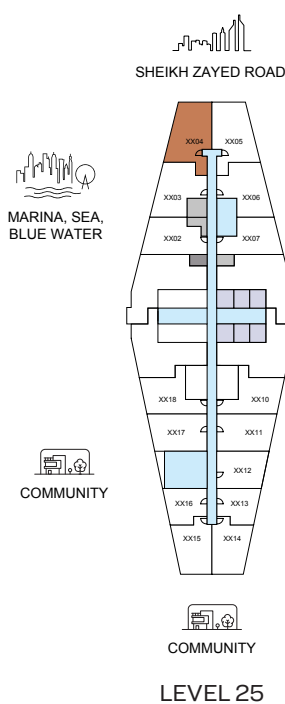 SHEIKH ZAYED ROAD
XX04
XX05
MARINA, SEA,
BLUE WATER
XX03
XX06
XX02
XX07
XX18
XX10
XX17
XX11
COMMUNITY
XX12
XX16
XX13
XX15
XX14
COMMUNITY
LEVEL 25